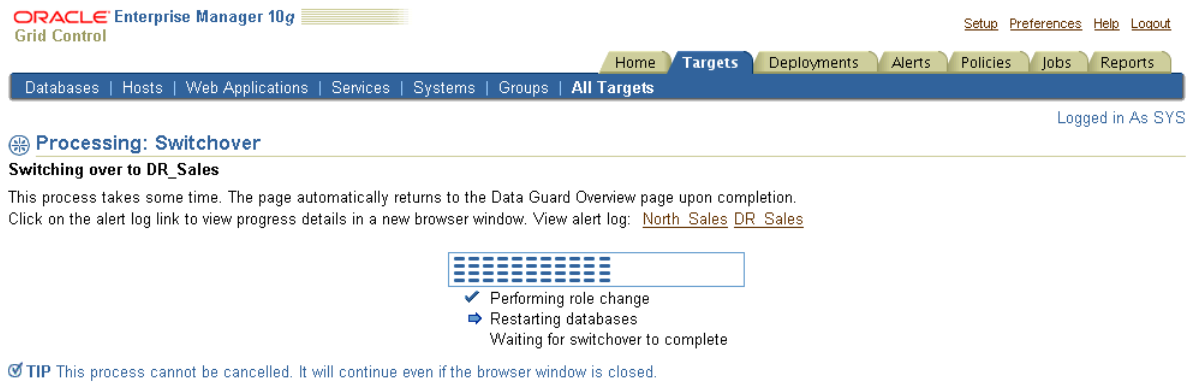 ORACLE Enterprise Manager 10g
Grid Control
Setup Preferences Help Logout
Home Targets Deployments Alerts Policies Jobs Reports
Databases | Hosts | Web Applications | Services | Systems | Groups | All Targets
Logged in As SYS
Processing: Switchover
Switching over to DR_Sales
This process takes some time. The page automatically returns to the Data Guard Overview page upon completion.
Click on the alert log link to view progress details in a new browser window. View alert log: North_Sales DR_Sales
Performing role change
Restarting databases
Waiting for switchover to complete
TIP This process cannot be cancelled. It will continue even if the browser window is closed.